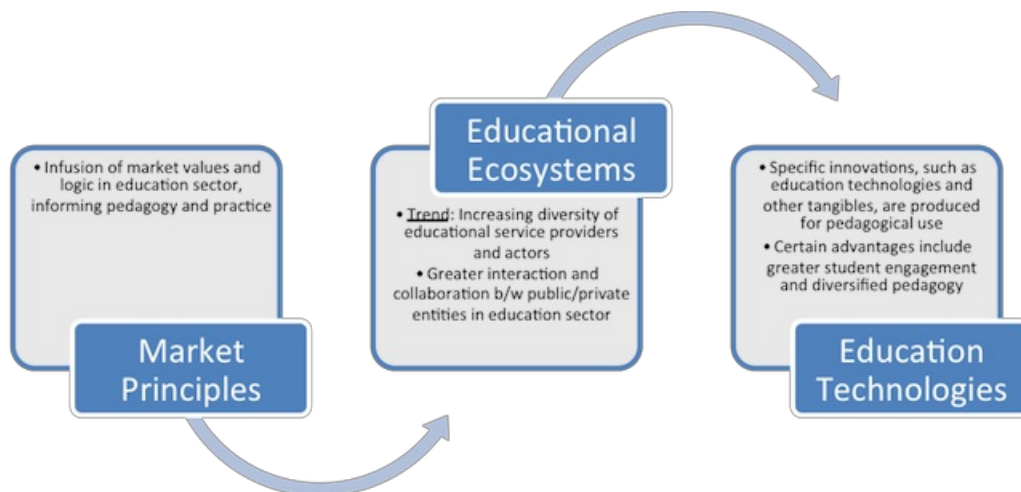 • Infusion of market values and
logic in education sector,
informing pedagogy and practice
Market
Principles
Educational
Ecosystems
• Trend: Increasing diversity of
educational service providers
and actors
• Greater interaction and
collaboration b/w public/private
entities in education sector
• Specific innovations, such as
education technologies and
other tangibles, are produced
for pedagogical use
• Certain advantages include
greater student engagement
and diversified pedagogy
Education
Technologies